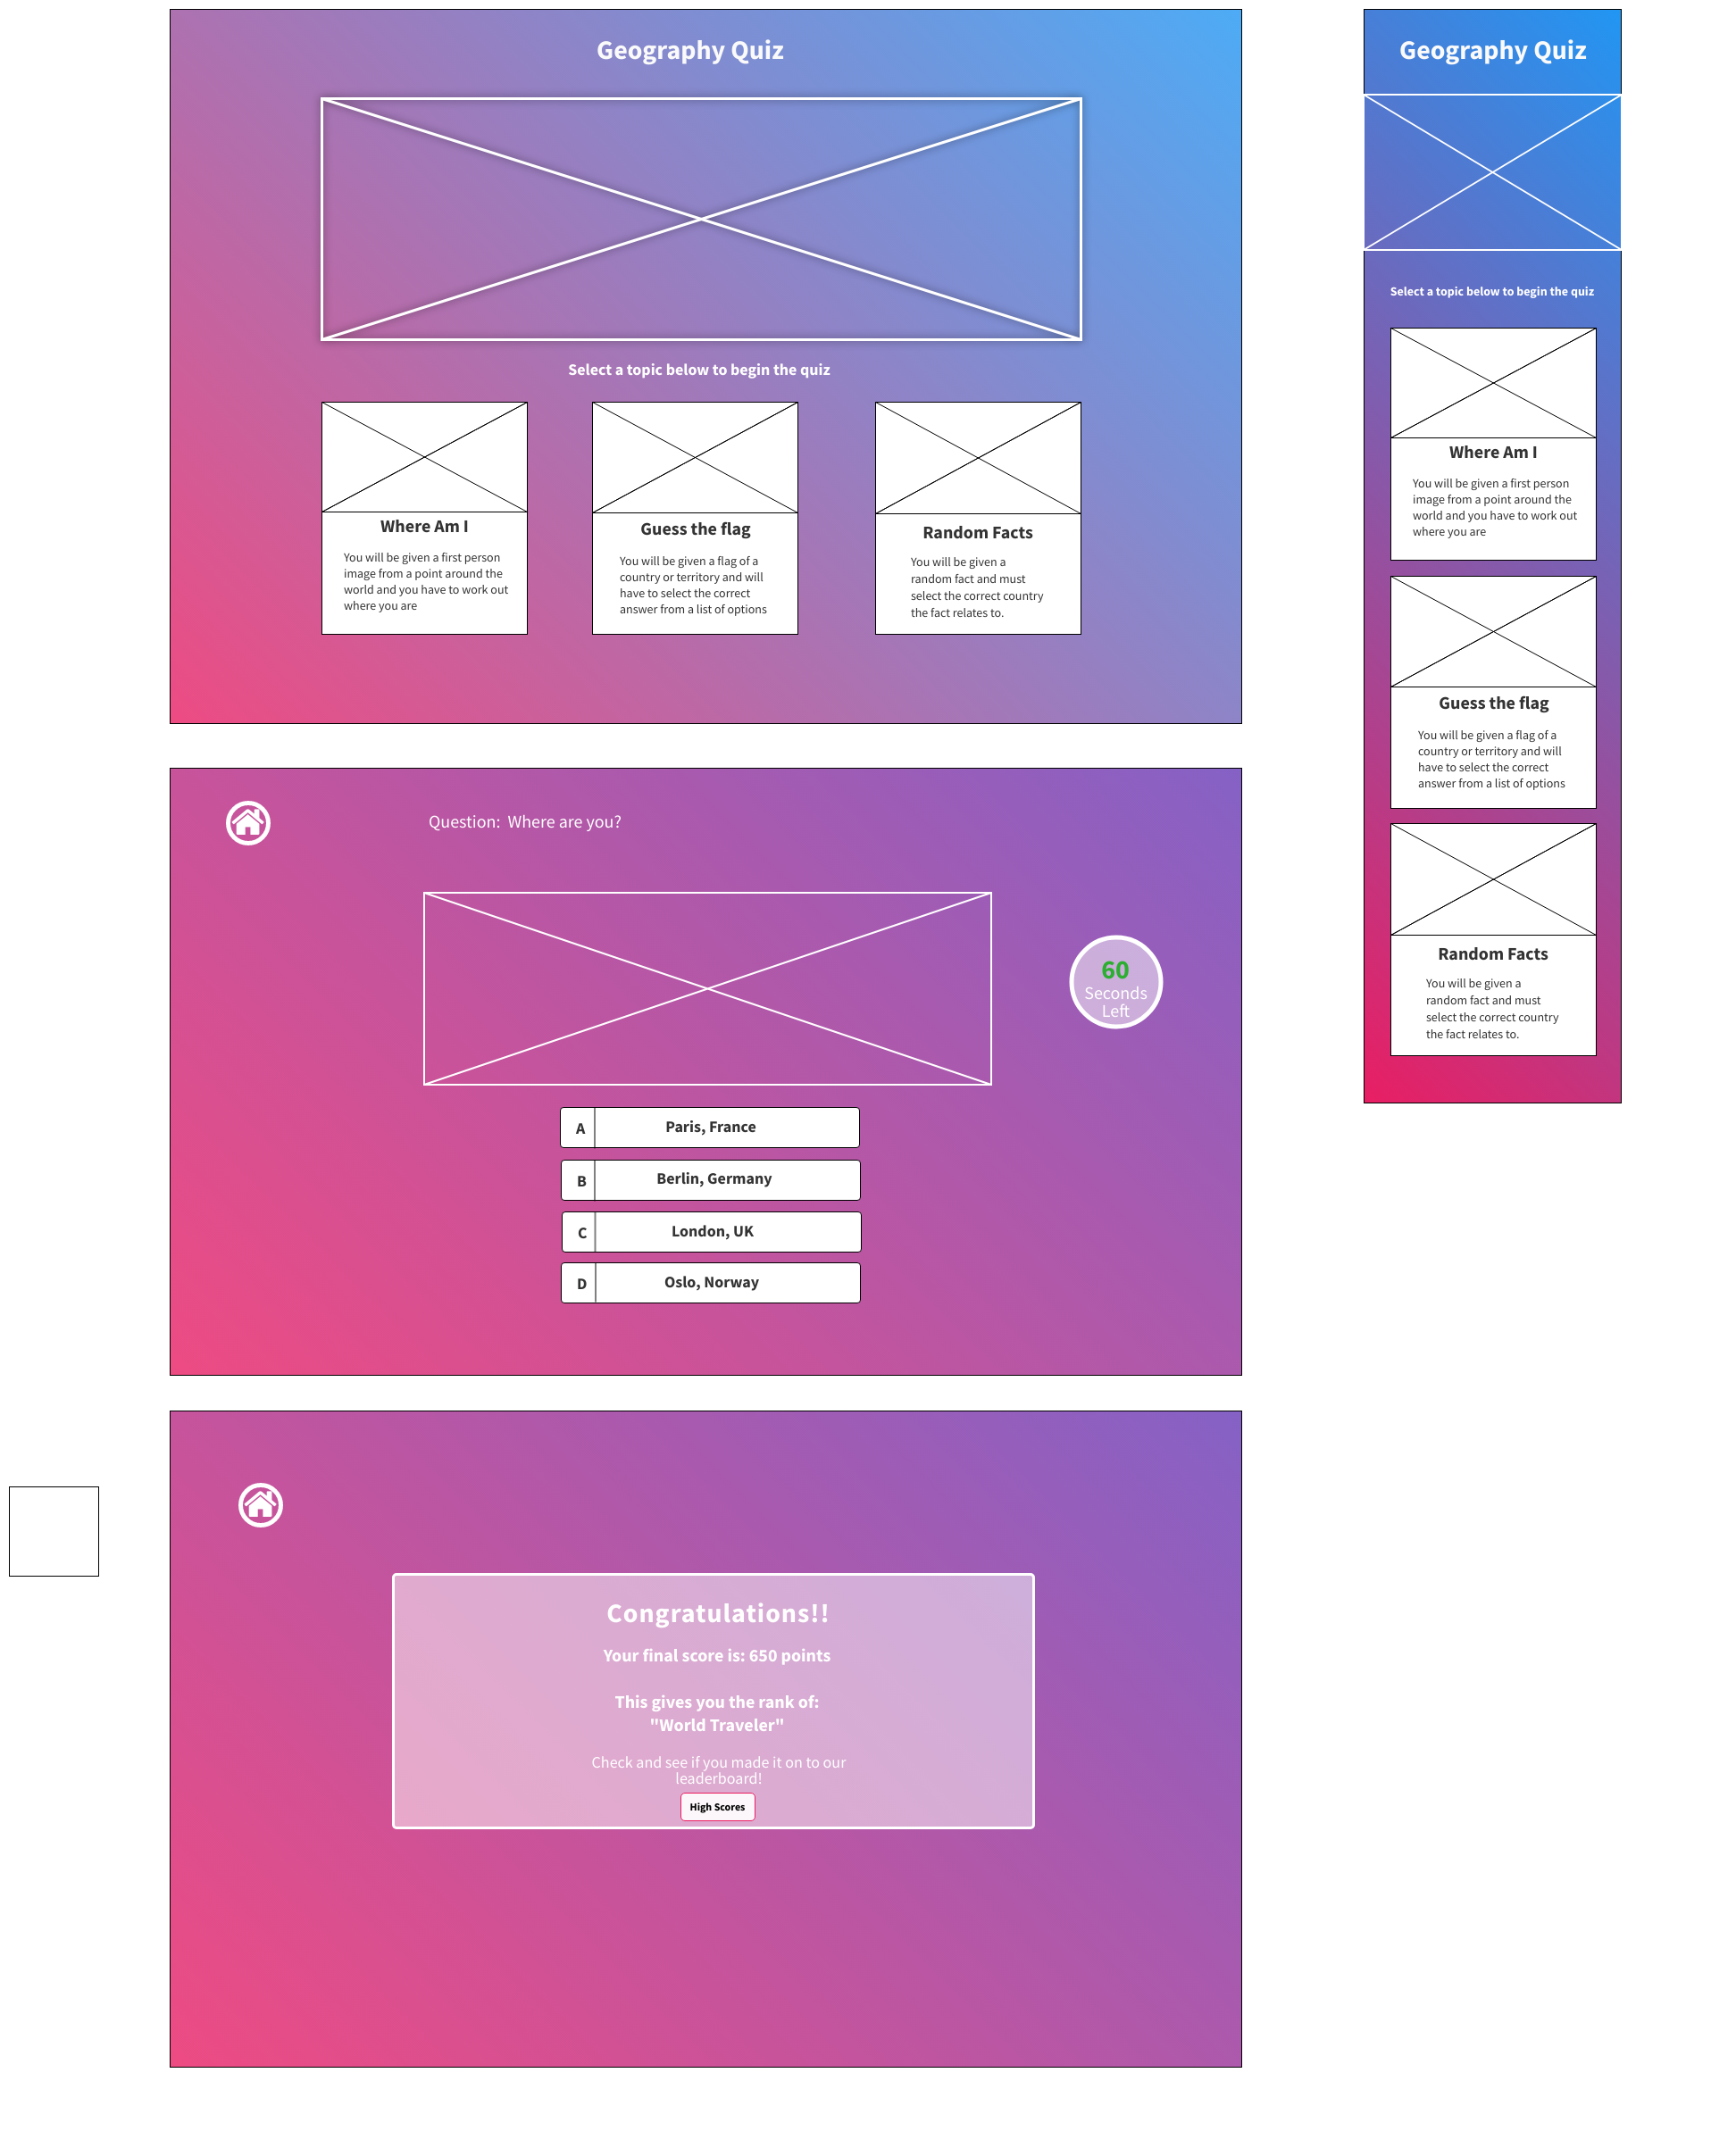 Geography Quiz
Select a topic below to begin the quiz
Where Am I
You will be given a first person
image from a point around the
world and you have to work out
where you are
Guess the flag
You will be given a flag of a
country or territory and will
have to select the correct
answer from a list of options
Random Facts
You will be given a
random fact and must
select the correct country
the fact relates to.
Question:  Where are you?
60
Seconds
Left
A
Paris, France
B
Berlin, Germany
C
London, UK
D
Oslo, Norway
Congratulations!!
Your final score is: 650 points
This gives you the rank of:
"World Traveler"
Check and see if you made it on to our
leaderboard!
High Scores
Geography Quiz
Select a topic below to begin the quiz
Where Am I
You will be given a first person
image from a point around the
world and you have to work out
where you are
Guess the flag
You will be given a flag of a
country or territory and will
have to select the correct
answer from a list of options
Random Facts
You will be given a
random fact and must
select the correct country
the fact relates to.